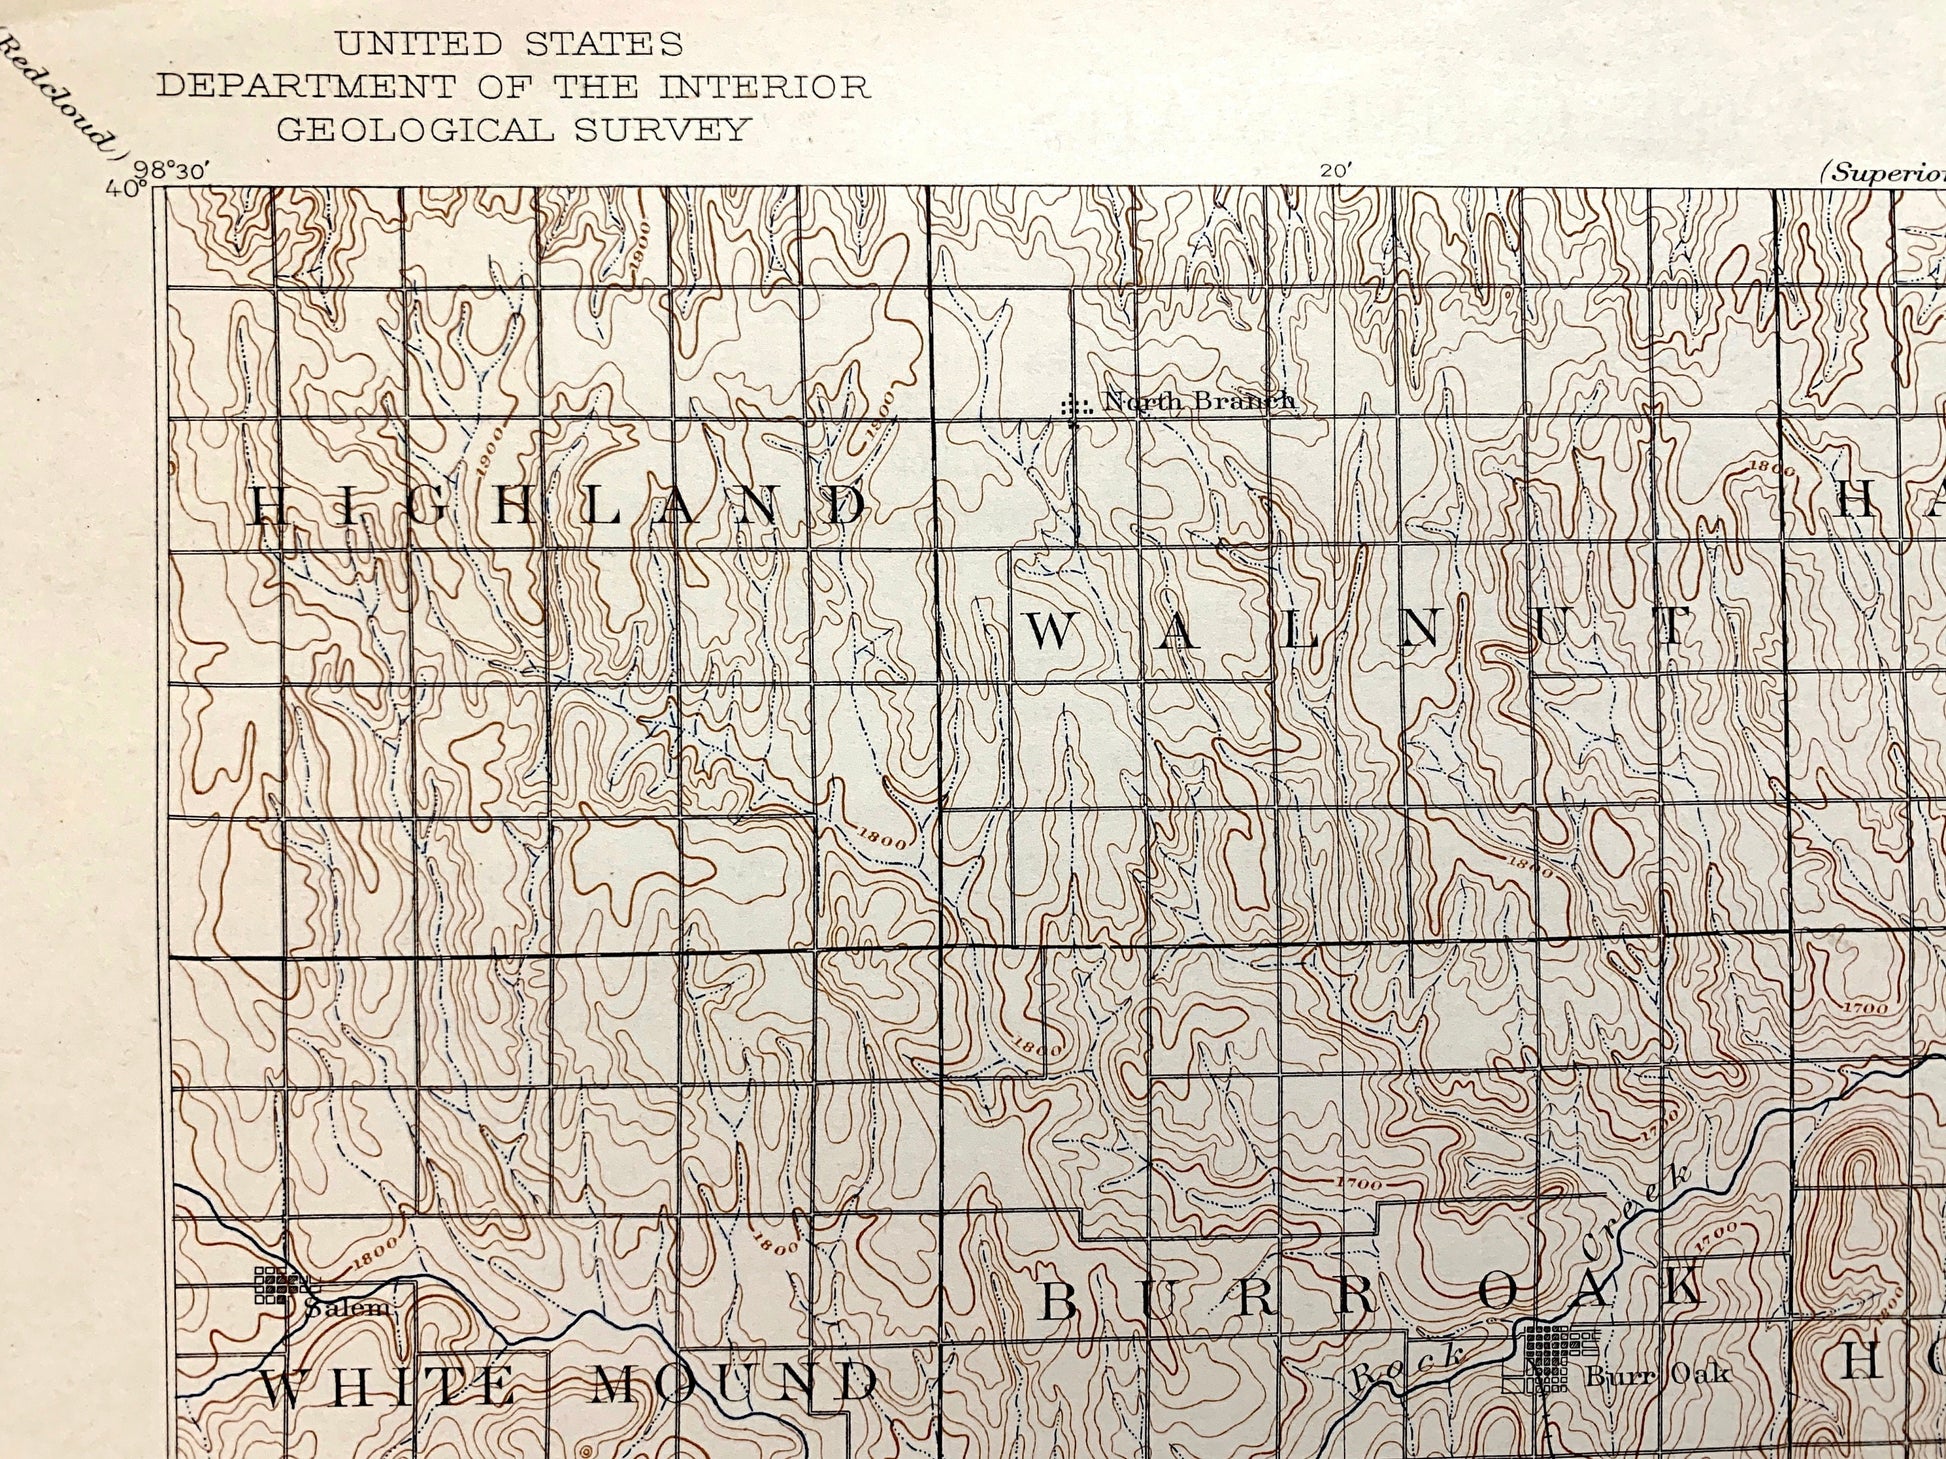 UNITED STATES
DEPARTMENT OF THE INTERIOR
GEOLOGICAL SURVEY
(Redcloud)
98°30'
40°
20'
(Superior
1900
North Branch
1800
1900
1800
HIGHLAND
HA
WALNUT
1800
1800
1700
1800
1700
1700
Creek
1800
1800
1700
1800
Salem
BURR OAK
WHITE MOUND
Rock
Burr Oak
HO